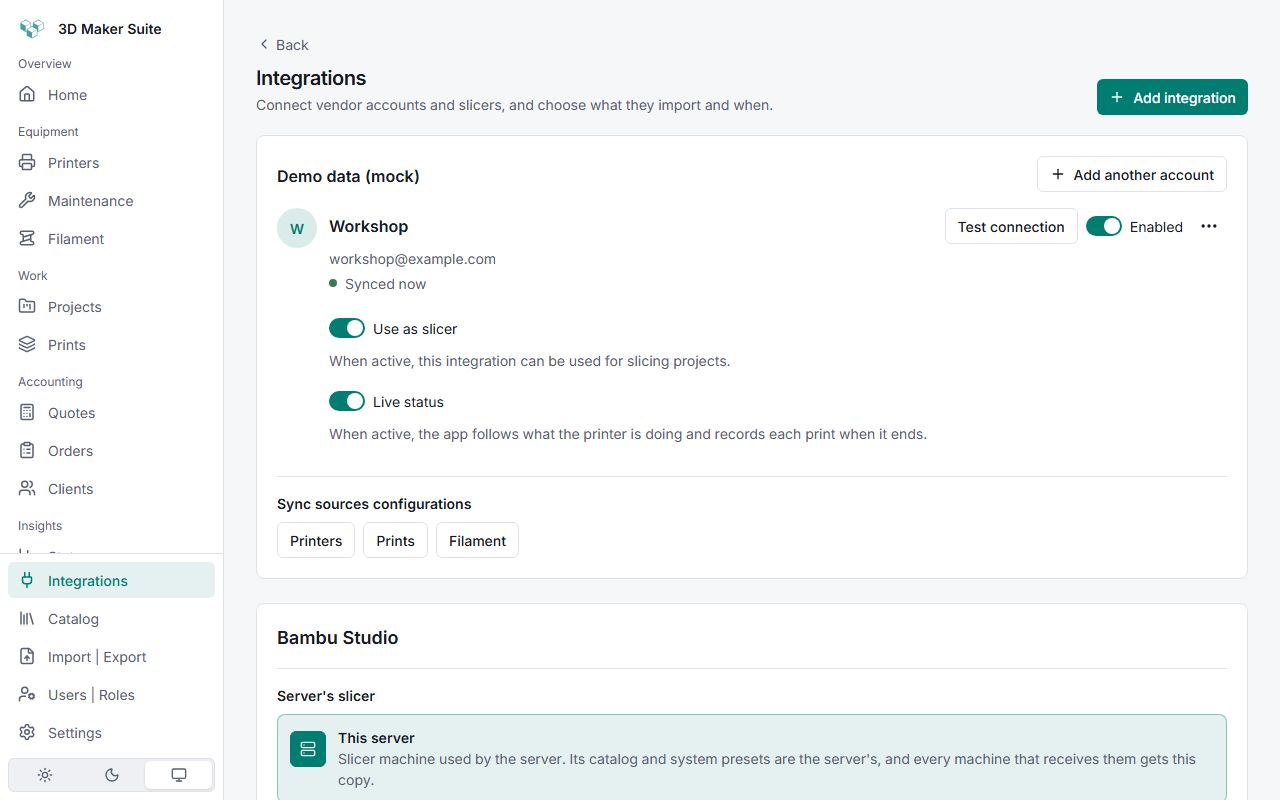 3D Maker Suite
Overview
Home
Equipment
Printers
Maintenance
Filament
Work
Projects
Prints
Accounting
Quotes
Orders
Clients
Insights
Integrations
Catalog
Import | Export
Users | Roles
Settings
Back
Integrations
Connect vendor accounts and slicers, and choose what they import and when.
Add integration
Demo data (mock)
Add another account
W
Workshop
Test connection
Enabled
workshop@example.com
Synced now
Use as slicer
When active, this integration can be used for slicing projects.
Live status
When active, the app follows what the printer is doing and records each print when it ends.
Sync sources configurations
Printers
Prints
Filament
Bambu Studio
Server's slicer
This server
Slicer machine used by the server. Its catalog and system presets are the server's, and every machine that receives them gets this
copy.